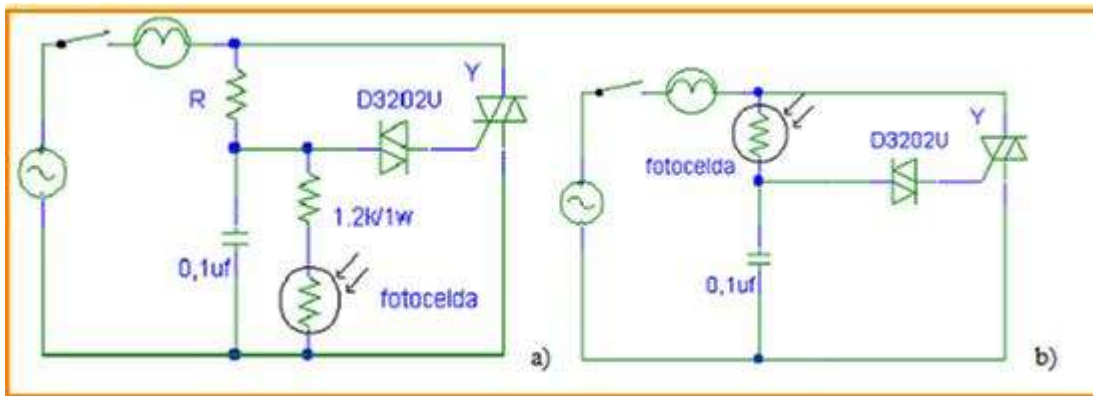 R
D3202U
Y
1.2k/1w
0,1uf
fotocelda
a)
fotocelda
D3202U
Y
0,1uf
b)